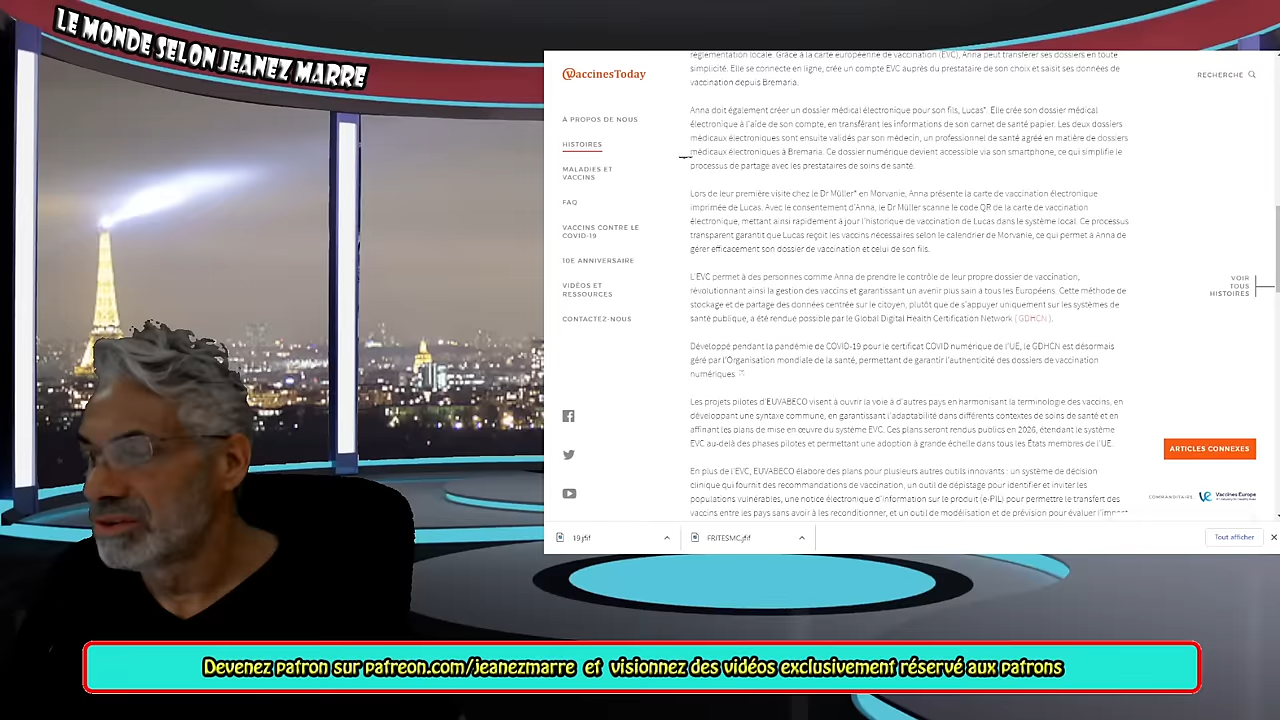 LE MONDE SELON JEANEZ MARRE
VaccinesToday
RECHERCHE
À PROPOS DE NOUS
HISTOIRES
MALADIES ET
VACCINS
FAQ
VACCINS CONTRE LE
COVID-19
10E ANNIVERSAIRE
VIDÉOS ET
RESSOURCES
CONTACTEZ-NOUS
réglementation locale. Grâce à la carte européenne de vaccination (EVC), Anna peut transférer ses dossiers en toute
simplicité. Elle se connecte en ligne, crée un compte EVC auprès du prestataire de son choix et saisit ses données de
vaccination depuis Bremaria.
Anna doit également créer un dossier médical électronique pour son fils, Lucas*. Elle crée son dossier médical
électronique à l'aide de son compte, en transférant les informations de son carnet de santé papier. Les deux dossiers
médicaux électroniques sont ensuite validés par son médecin, un professionnel de santé agréé en matière de dossiers
médicaux électroniques à Bremaria. Ce dossier numérique devient accessible via son smartphone, ce qui simplifie le
processus de partage avec les prestataires de soins de santé.
Lors de leur première visite chez le Dr Müller* en Morvanie, Anna présente la carte de vaccination électronique
imprimée de Lucas. Avec le consentement d'Anna, le Dr Müller scanne le code QR de la carte de vaccination
électronique, mettant ainsi rapidement à jour l'historique de vaccination de Lucas dans le système local. Ce processus
transparent garantit que Lucas reçoit les vaccins nécessaires selon le calendrier de Morvanie, ce qui permet à Anna de
gérer efficacement son dossier de vaccination et celui de son fils.
L'EVC permet à des personnes comme Anna de prendre le contrôle de leur propre dossier de vaccination,
révolutionnant ainsi la gestion des vaccins et garantissant un avenir plus sain à tous les Européens. Cette méthode de
stockage et de partage des données centrée sur le citoyen, plutôt que de s'appuyer uniquement sur les systèmes de
santé publique, a été rendue possible par le Global Digital Health Certification Network ( GDHCN ).
Développé pendant la pandémie de COVID-19 pour le certificat COVID numérique de l'UE, le GDHCN est désormais
géré par l'Organisation mondiale de la santé, permettant de garantir l'authenticité des dossiers de vaccination
numériques
Les projets pilotes d'EUVABECO visent à ouvrir la voie à d'autres pays en harmonisant la terminologie des vaccins, en
développant une syntaxe commune, en garantissant l'adaptabilité dans différents contextes de soins de santé et en
affinant les plans de mise en œuvre du système EVC. Ces plans seront rendus publics en 2026, étendant le système
EVC au-delà des phases pilotes et permettant une adoption à grande échelle dans tous les États membres de l'UE.
En plus de l'EVC, EUVABECO élabore des plans pour plusieurs autres outils innovants : un système de décision
clinique qui fournit des recommandations de vaccination, un outil de dépistage pour identifier et inviter les
populations vulnérables, une notice électronique d'information sur le produit (e-PIL) pour permettre le transfert des
vaccins entre les pays sans avoir à les reconditionner, et un outil de modélisation et de prévision pour évaluer l'impact
VOIR
TOUS
HISTOIRES
ARTICLES CONNEXES
COMMANDITAIRE
Vaccines Europe
19.jfif
FRITESMC.jfif
Tout afficher
Devenez patron sur patreon.com/jeanezmarre et visionnez des vidéos exclusivement réservé aux patrons